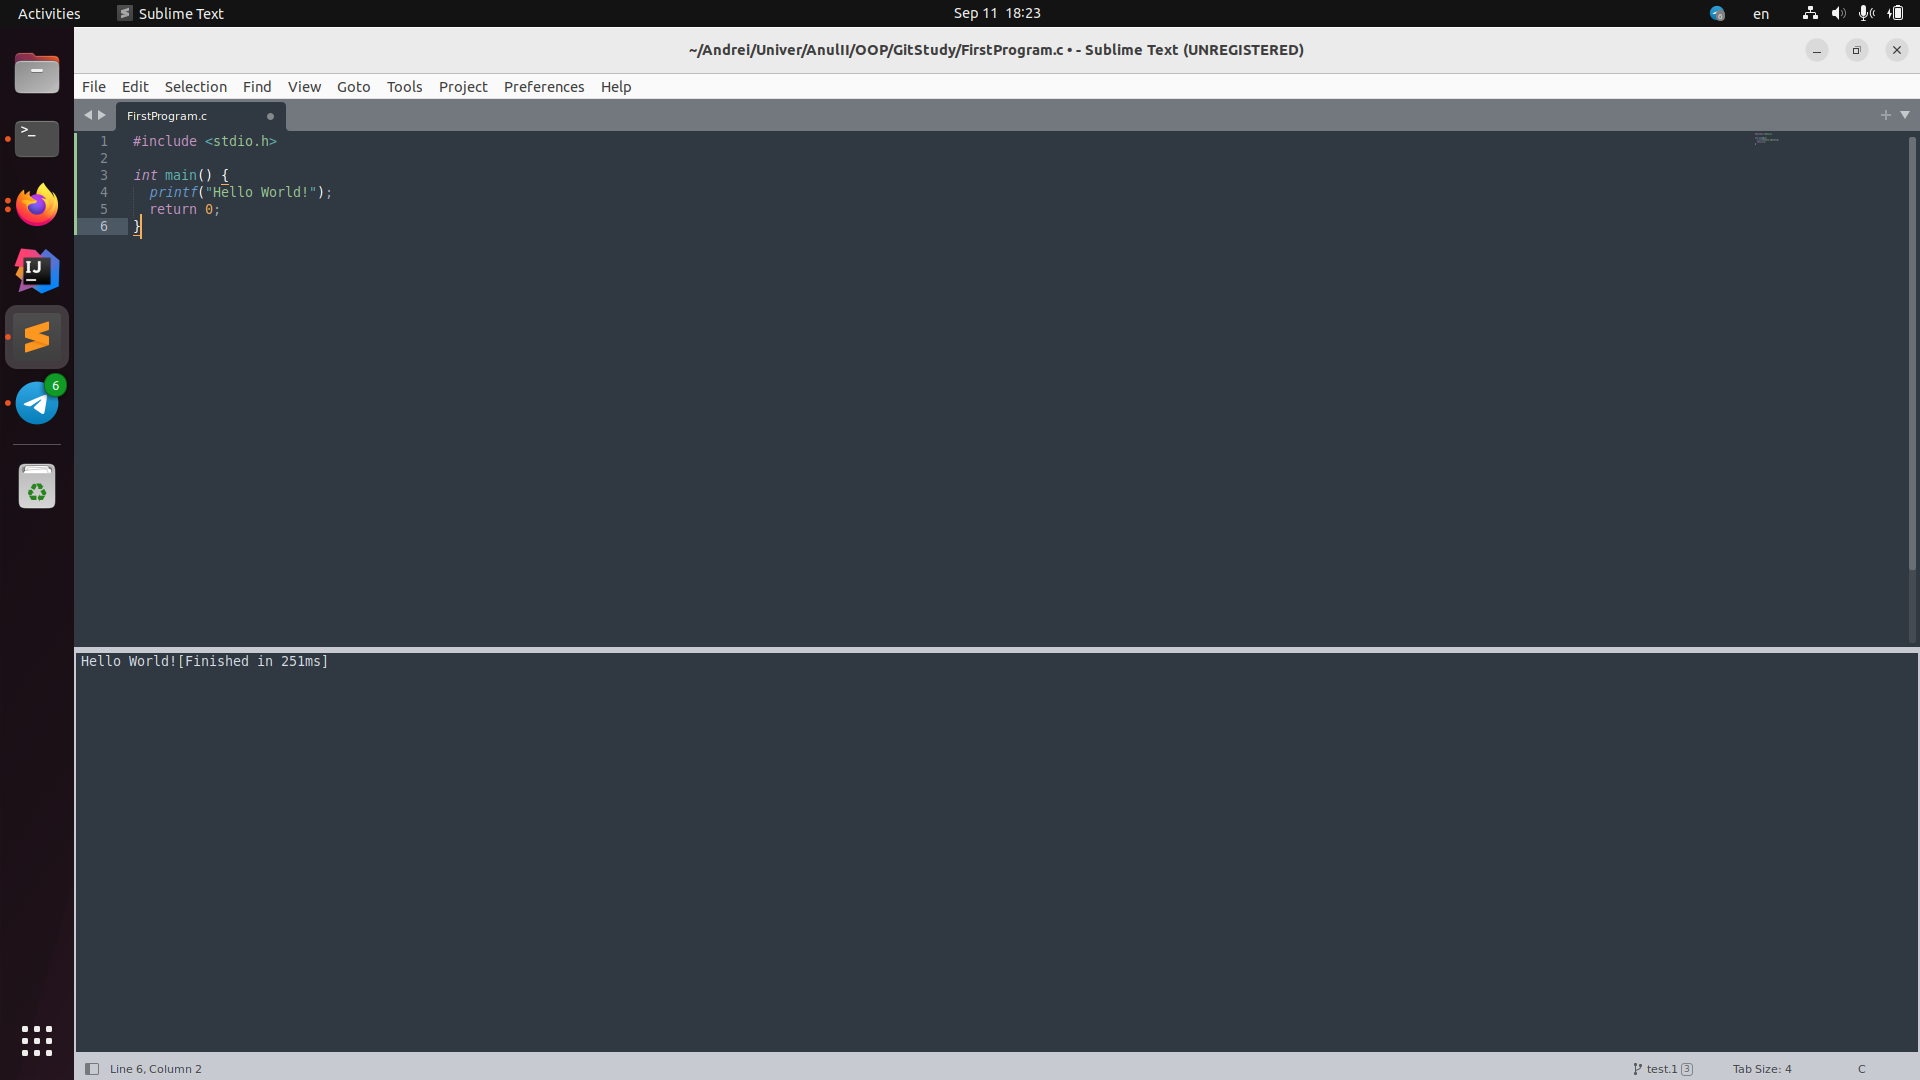 Activities Sublime Text Sep 11 18:23 en
~/Andrei/Univer/AnulII/OOP/GitStudy/FirstProgram.c • - Sublime Text (UNREGISTERED)
File Edit Selection Find View Goto Tools Project Preferences Help
FirstProgram.c
1 #include <stdio.h>
2
3 int main() {
4 printf("Hello World!");
5 return 0;
6 }
>_
IJ
6
Hello World![Finished in 251ms]
Line 6, Column 2 test.1 3 Tab Size: 4 C